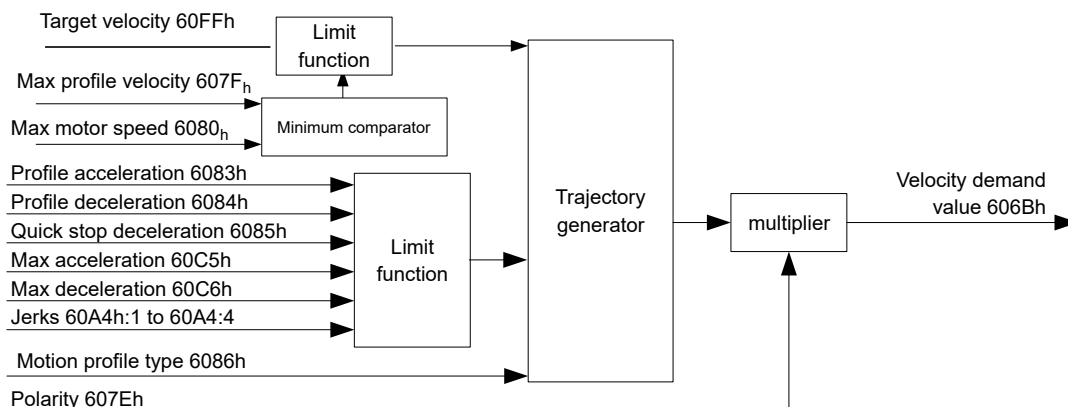 Target velocity 60FFh
Limit
function
Max profile velocity 607Fh
Max motor speed 6080h
Minimum comparator
Profile acceleration 6083h
Profile deceleration 6084h
Quick stop deceleration 6085h
Max acceleration 60C5h
Max deceleration 60C6h
Jerks 60A4h:1 to 60A4:4
Limit
function
Motion profile type 6086h
Polarity 607Eh
Trajectory
generator
multiplier
Velocity demand
value 606Bh